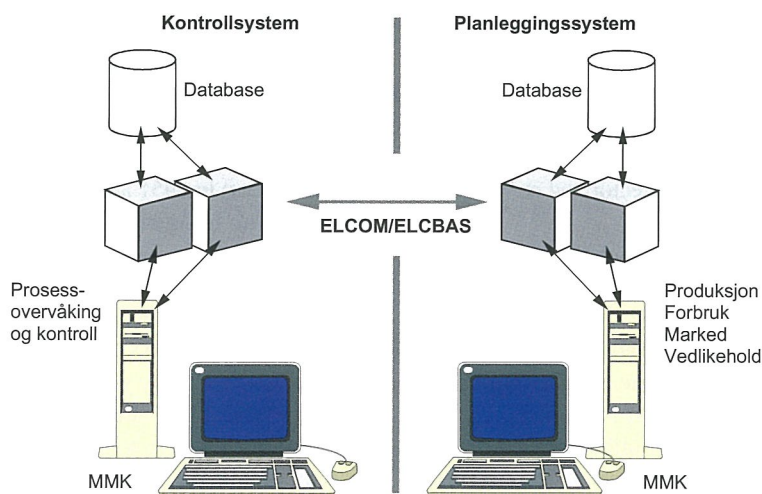 Kontrollsystem
Planleggingssystem
Database
Database
ELCOM/ELCBAS
Prosess-
overvåking
og kontroll
Produksjon
Forbruk
Marked
Vedlikehold
MMK
MMK